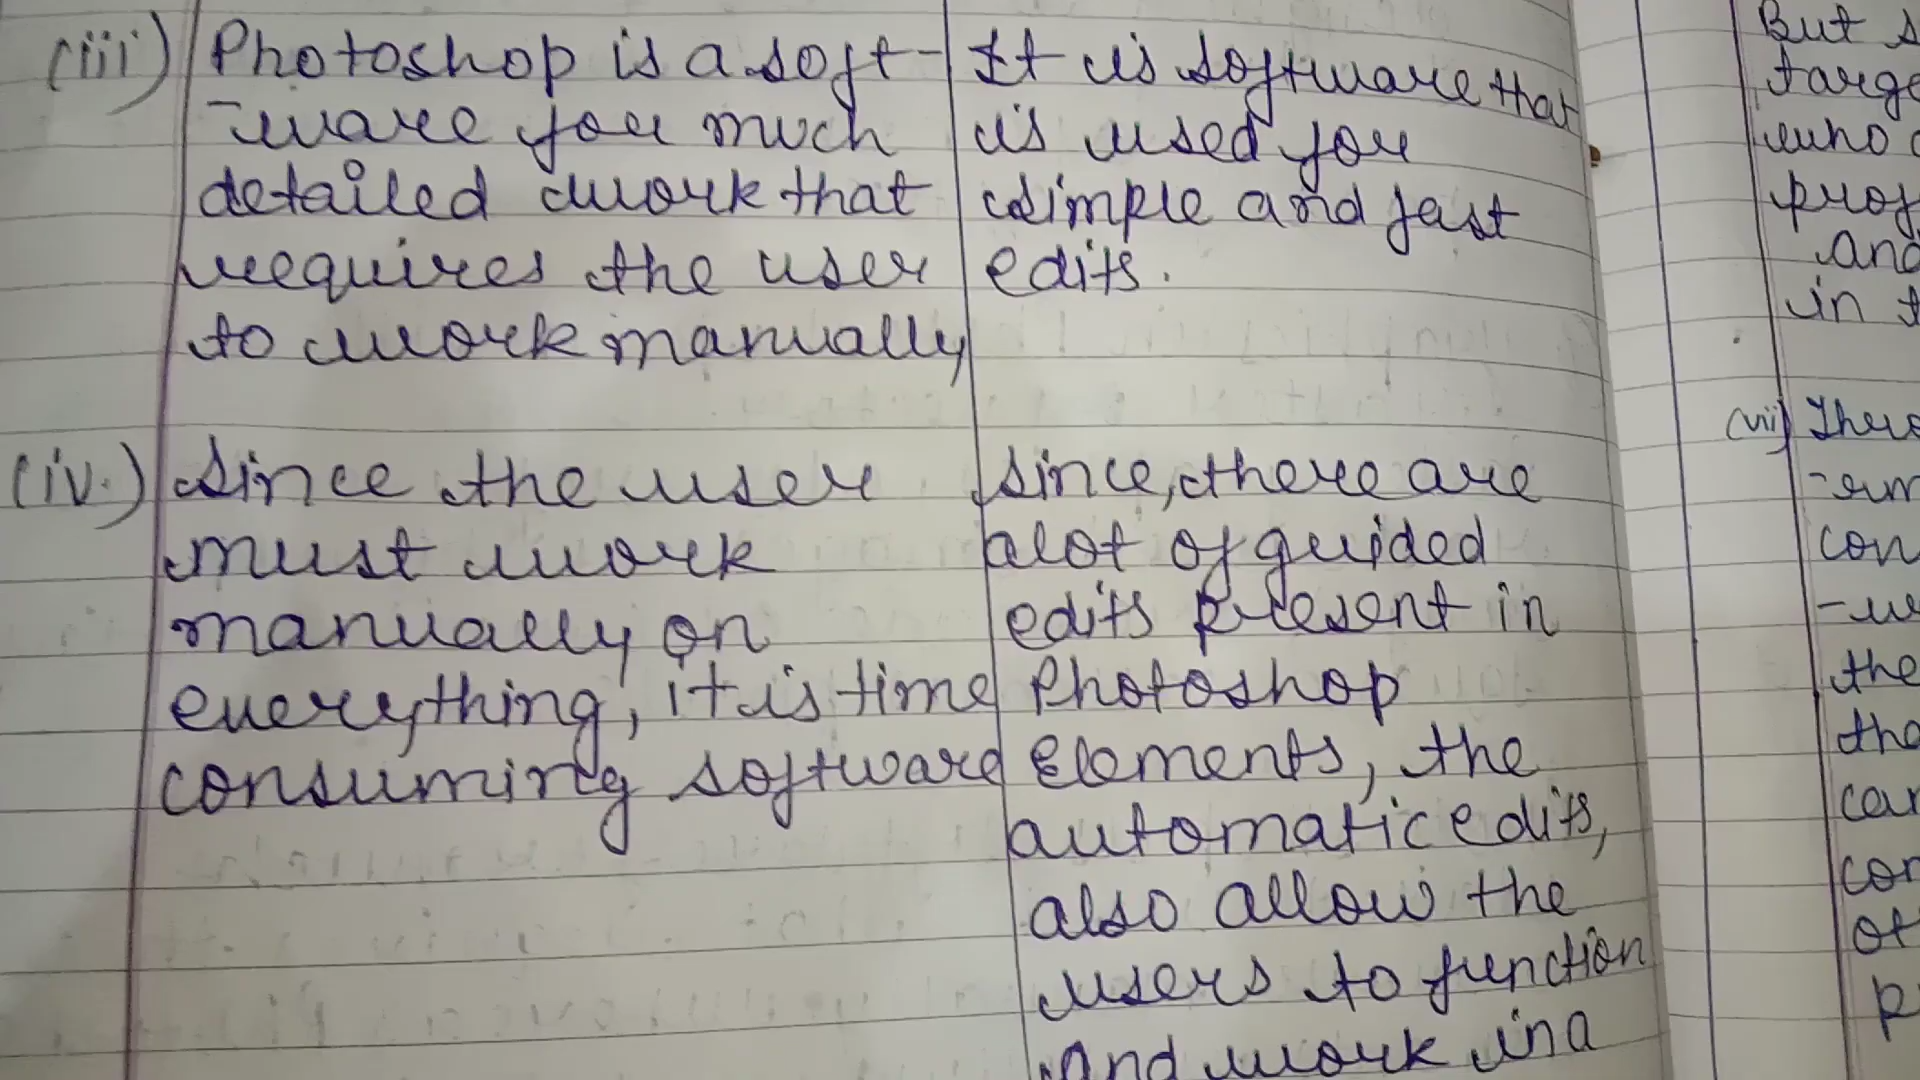 (iii) Photoshop is a soft-
-ware for much
detailed work that
requires the user
to work manually
It is software that
is used for
simple and fast
edits.
(iv.) Since the user
must work
manually on
everything, it is time
consuming software
Since, there are
alot of guided
edits present in
Photoshop
Elements, the
automatic edits,
also allow the
users to function
and work in a
But
who
and
in
(vii)
the